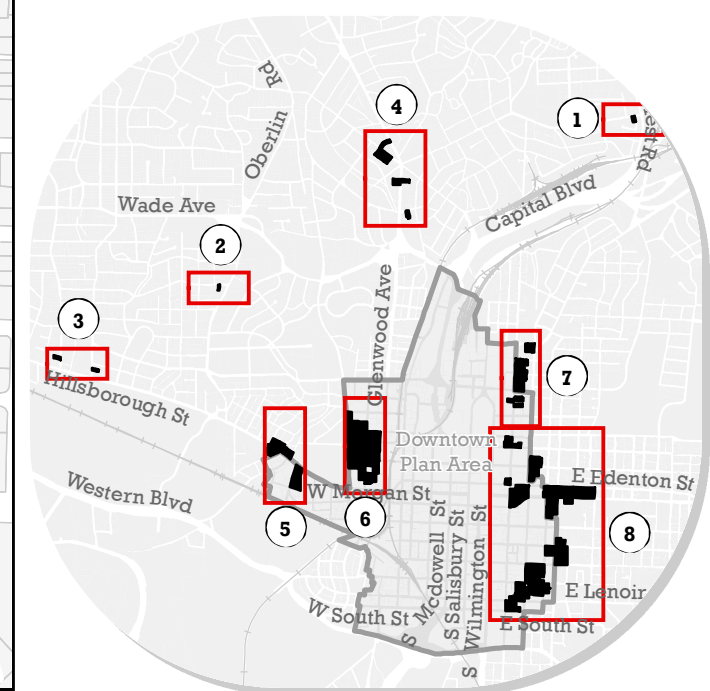 Rd
Oberlin
4
1
est Rd
Wade Ave
Capital Blvd
2
Glenwood Ave
3
Hillsborough St
7
Downtown
Plan Area
Western Blvd
W Morgan St
E Edenton St
5
6
8
S Mcdowell St
S Salisbury St
S Wilmington St
E Lenoir
W South St
E South St